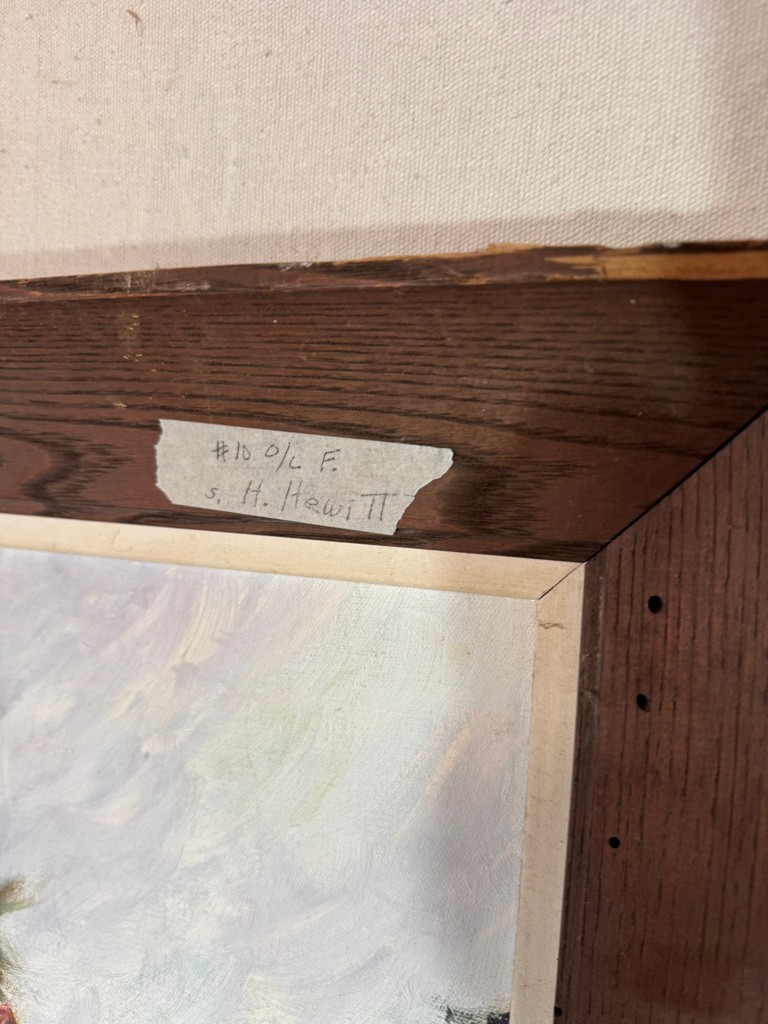 #10 O/C F.
s. H. Hewitt